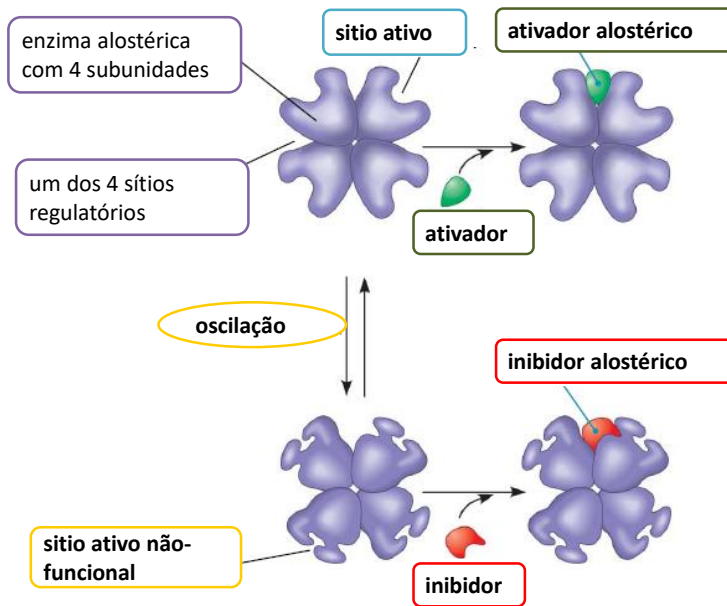 enzima alostérica
com 4 subunidades
sitio ativo
ativador alostérico
um dos 4 sítios
regulatórios
ativador
oscilação
inibidor alostérico
sitio ativo não-
funcional
inibidor